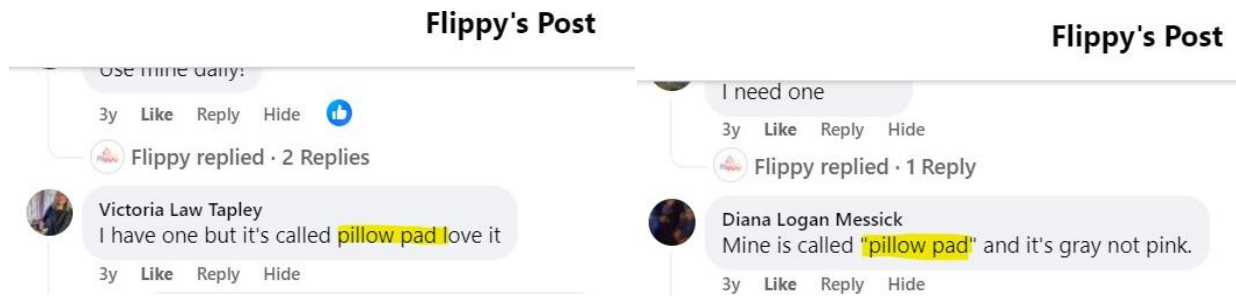 Flippy's Post
Use mine daily!
3y Like Reply Hide
Flippy replied · 2 Replies
Victoria Law Tapley
I have one but it's called pillow pad love it
3y Like Reply Hide
Flippy's Post
I need one
3y Like Reply Hide
Flippy replied · 1 Reply
Diana Logan Messick
Mine is called "pillow pad" and it's gray not pink.
3y Like Reply Hide